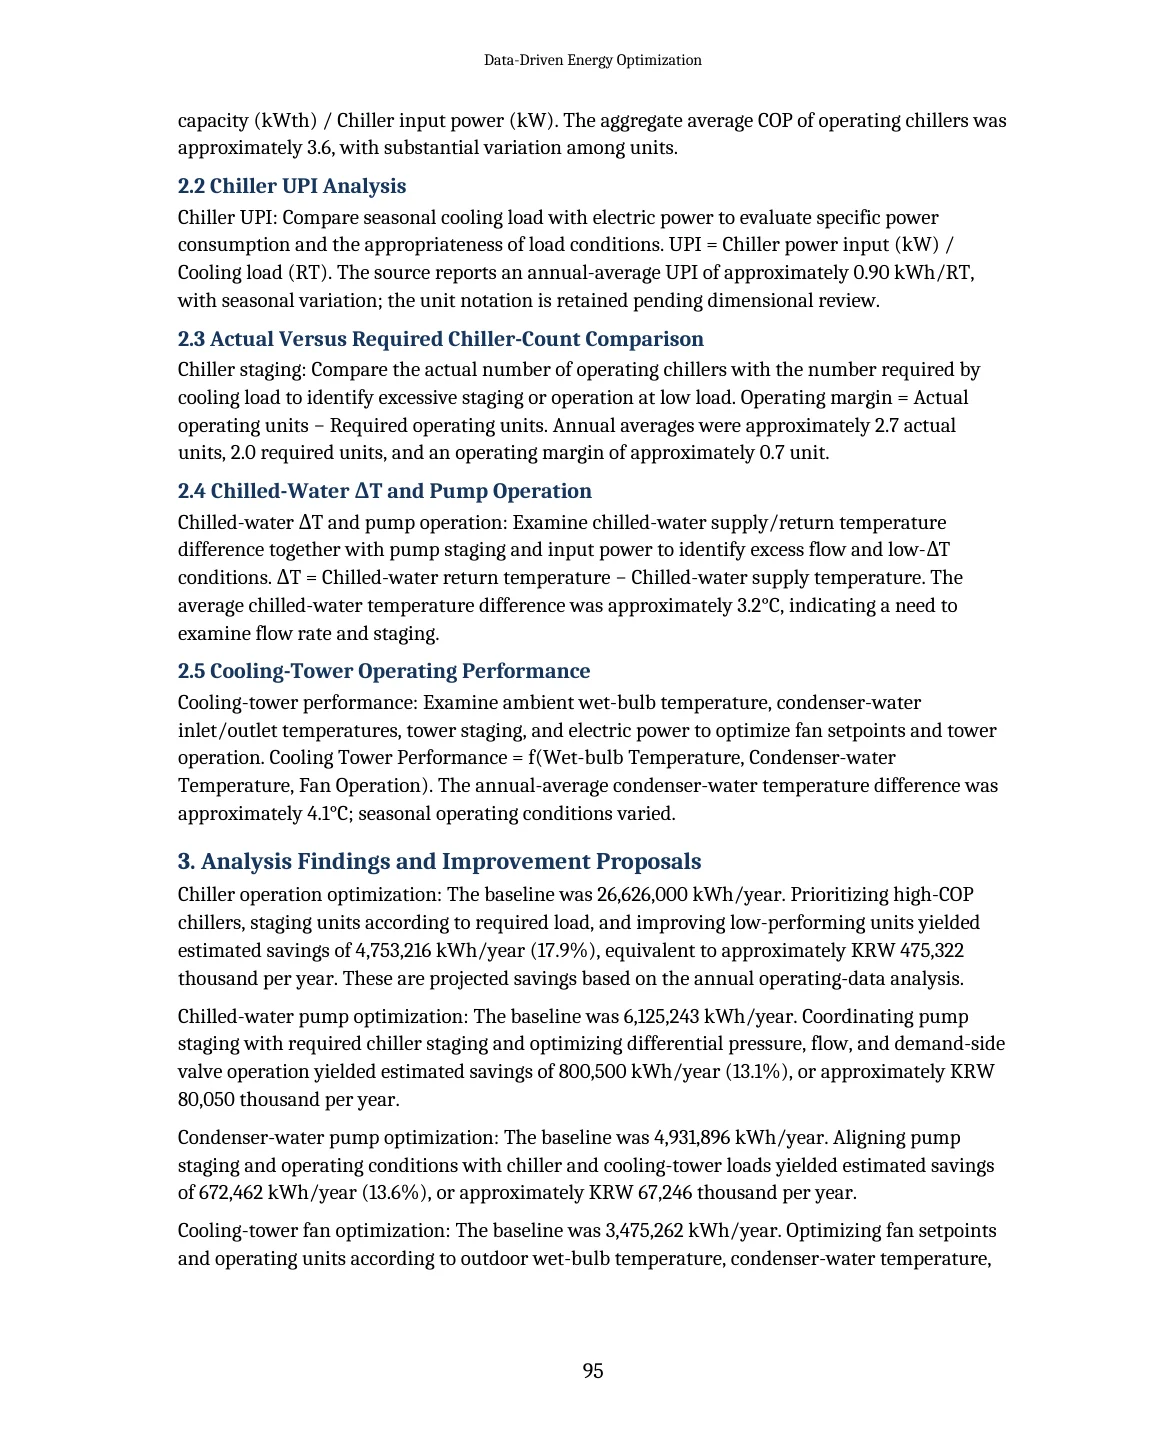 Data-Driven Energy Optimization
capacity (kWth) / Chiller input power (kW). The aggregate average COP of operating chillers was
approximately 3.6, with substantial variation among units.
2.2 Chiller UPI Analysis
Chiller UPI: Compare seasonal cooling load with electric power to evaluate specific power
consumption and the appropriateness of load conditions. UPI = Chiller power input (kW) /
Cooling load (RT). The source reports an annual-average UPI of approximately 0.90 kWh/RT,
with seasonal variation; the unit notation is retained pending dimensional review.
2.3 Actual Versus Required Chiller-Count Comparison
Chiller staging: Compare the actual number of operating chillers with the number required by
cooling load to identify excessive staging or operation at low load. Operating margin = Actual
operating units − Required operating units. Annual averages were approximately 2.7 actual
units, 2.0 required units, and an operating margin of approximately 0.7 unit.
2.4 Chilled-Water ΔT and Pump Operation
Chilled-water ΔT and pump operation: Examine chilled-water supply/return temperature
difference together with pump staging and input power to identify excess flow and low-ΔT
conditions. ΔT = Chilled-water return temperature − Chilled-water supply temperature. The
average chilled-water temperature difference was approximately 3.2°C, indicating a need to
examine flow rate and staging.
2.5 Cooling-Tower Operating Performance
Cooling-tower performance: Examine ambient wet-bulb temperature, condenser-water
inlet/outlet temperatures, tower staging, and electric power to optimize fan setpoints and tower
operation. Cooling Tower Performance = f(Wet-bulb Temperature, Condenser-water
Temperature, Fan Operation). The annual-average condenser-water temperature difference was
approximately 4.1°C; seasonal operating conditions varied.
3. Analysis Findings and Improvement Proposals
Chiller operation optimization: The baseline was 26,626,000 kWh/year. Prioritizing high-COP
chillers, staging units according to required load, and improving low-performing units yielded
estimated savings of 4,753,216 kWh/year (17.9%), equivalent to approximately KRW 475,322
thousand per year. These are projected savings based on the annual operating-data analysis.
Chilled-water pump optimization: The baseline was 6,125,243 kWh/year. Coordinating pump
staging with required chiller staging and optimizing differential pressure, flow, and demand-side
valve operation yielded estimated savings of 800,500 kWh/year (13.1%), or approximately KRW
80,050 thousand per year.
Condenser-water pump optimization: The baseline was 4,931,896 kWh/year. Aligning pump
staging and operating conditions with chiller and cooling-tower loads yielded estimated savings
of 672,462 kWh/year (13.6%), or approximately KRW 67,246 thousand per year.
Cooling-tower fan optimization: The baseline was 3,475,262 kWh/year. Optimizing fan setpoints
and operating units according to outdoor wet-bulb temperature, condenser-water temperature,
95